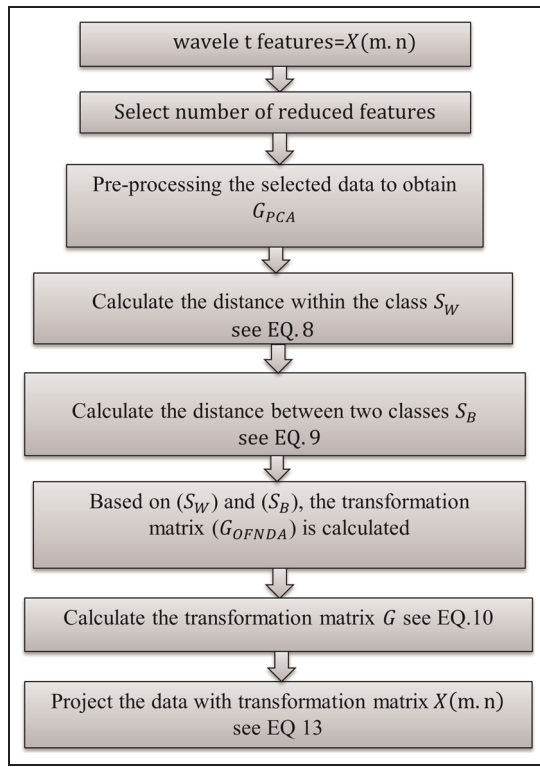 wavele t features=X(m.n)
Select number of reduced features
Pre-processing the selected data to obtain
G_PCA
Calculate the distance within the class S_W
see EQ.8
Calculate the distance between two classes S_B
see EQ.9
Based on (S_W) and (S_B), the transformation
matrix (G_OFNDA) is calculated
Calculate the transformation matrix G see EQ.10
Project the data with transformation matrix X(m.n)
see EQ 13